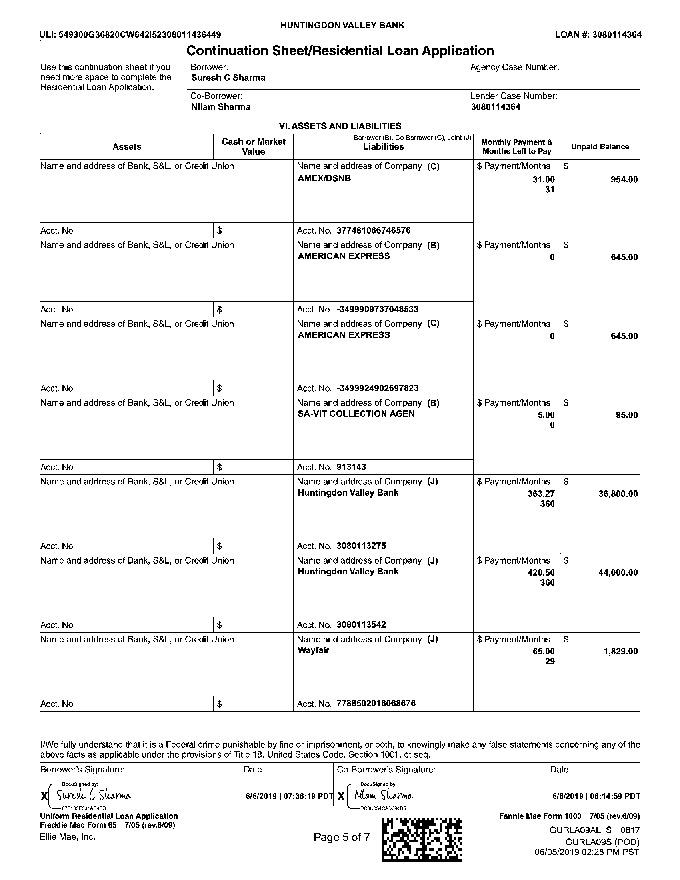 HUNTINGDON VALLEY BANK
ULI: 549300G36820CW642I52308011436449
LOAN #: 3080114364
Continuation Sheet/Residential Loan Application
Use this continuation sheet if you need more space to complete the Residential Loan Application.
Borrower:
Suresh C Sharma
Agency Case Number:
Co-Borrower:
Nilam Sharma
Lender Case Number:
3080114364
VI. ASSETS AND LIABILITIES
Assets
Cash or Market Value
Borrower (B), Co-Borrower (C), Joint (J)
Liabilities
Monthly Payment & Months Left to Pay
Unpaid Balance
Name and address of Bank, S&L, or Credit Union
Name and address of Company (C)
AMEX/DSNB
$ Payment/Months
31.00
31
$
954.00
Acct. No.
$
Acct. No. 377461066746576
Name and address of Bank, S&L, or Credit Union
Name and address of Company (B)
AMERICAN EXPRESS
$ Payment/Months
0
$
645.00
Acct. No.
$
Acct. No. -3499909737048533
Name and address of Bank, S&L, or Credit Union
Name and address of Company (C)
AMERICAN EXPRESS
$ Payment/Months
0
$
645.00
Acct. No.
$
Acct. No. -3499924902697823
Name and address of Bank, S&L, or Credit Union
Name and address of Company (B)
SA-VIT COLLECTION AGEN
$ Payment/Months
5.00
0
$
85.00
Acct. No.
$
Acct. No. 913143
Name and address of Bank, S&L, or Credit Union
Name and address of Company (J)
Huntingdon Valley Bank
$ Payment/Months
363.27
360
$
36,800.00
Acct. No.
$
Acct. No. 3080113275
Name and address of Bank, S&L, or Credit Union
Name and address of Company (J)
Huntingdon Valley Bank
$ Payment/Months
420.50
360
$
44,000.00
Acct. No.
$
Acct. No. 3080113542
Name and address of Bank, S&L, or Credit Union
Name and address of Company (J)
Wayfair
$ Payment/Months
65.00
29
$
1,829.00
Acct. No.
$
Acct. No. 7788502016068676
I/We fully understand that it is a Federal crime punishable by fine or imprisonment, or both, to knowingly make any false statements concerning any of the
above facts as applicable under the provisions of Title 18, United States Code, Section 1001, et seq.
Borrower's Signature:
Date
Co-Borrower's Signature:
Date
DocuSigned by:
X Suresh C Sharma
6/6/2019 | 07:36:19 PDT
DocuSigned by:
X Nilam Sharma
6/6/2019 | 08:14:59 PDT
Uniform Residential Loan Application
Freddie Mac Form 65 7/05 (rev.6/09)
Fannie Mae Form 1003 7/05 (rev.6/09)
Ellie Mae, Inc.
Page 5 of 7
GURLA09AL S 0817
GURLA09S (POD)
06/05/2019 02:28 PM PST